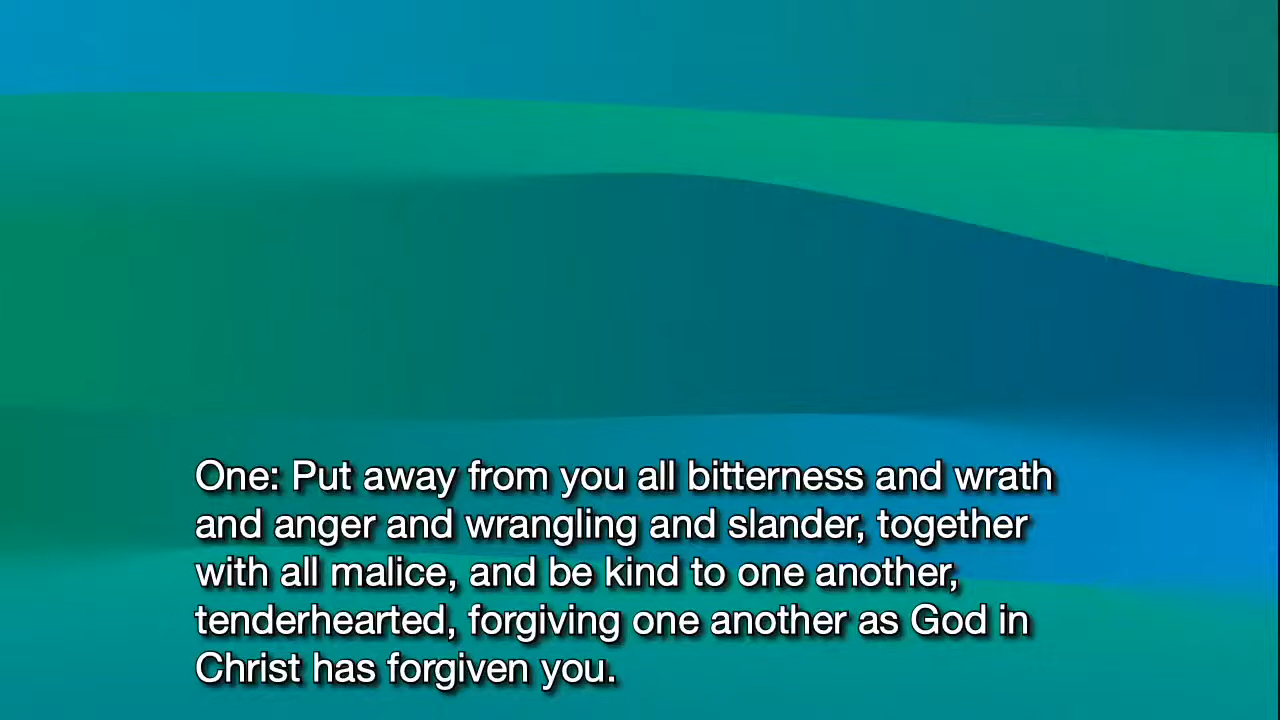 One: Put away from you all bitterness and wrath
and anger and wrangling and slander, together
with all malice, and be kind to one another,
tenderhearted, forgiving one another as God in
Christ has forgiven you.